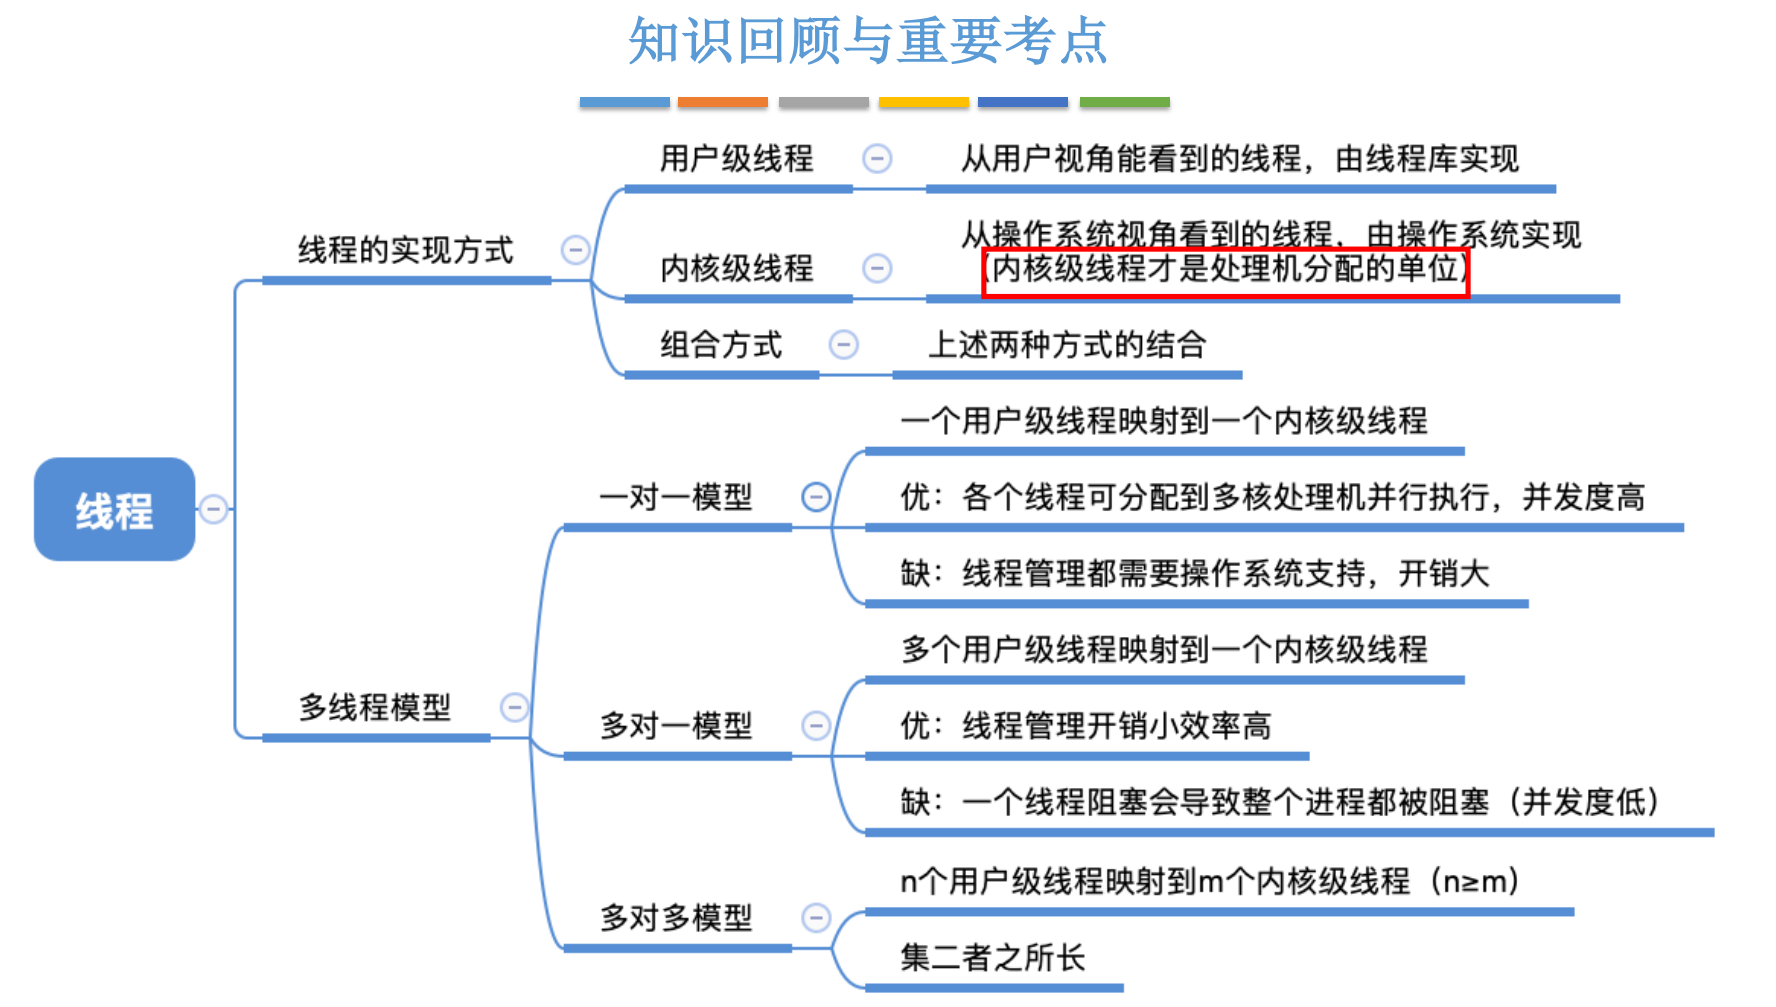 知识回顾与重要考点
线程
线程的实现方式
用户级线程
从用户视角能看到的线程，由线程库实现
内核级线程
从操作系统视角看到的线程，由操作系统实现
（内核级线程才是处理机分配的单位）
组合方式
上述两种方式的结合
多线程模型
一对一模型
一个用户级线程映射到一个内核级线程
优：各个线程可分配到多核处理机并行执行，并发度高
缺：线程管理都需要操作系统支持，开销大
多对一模型
多个用户级线程映射到一个内核级线程
优：线程管理开销小效率高
缺：一个线程阻塞会导致整个进程都被阻塞（并发度低）
多对多模型
n个用户级线程映射到m个内核级线程（n≥m）
集二者之所长